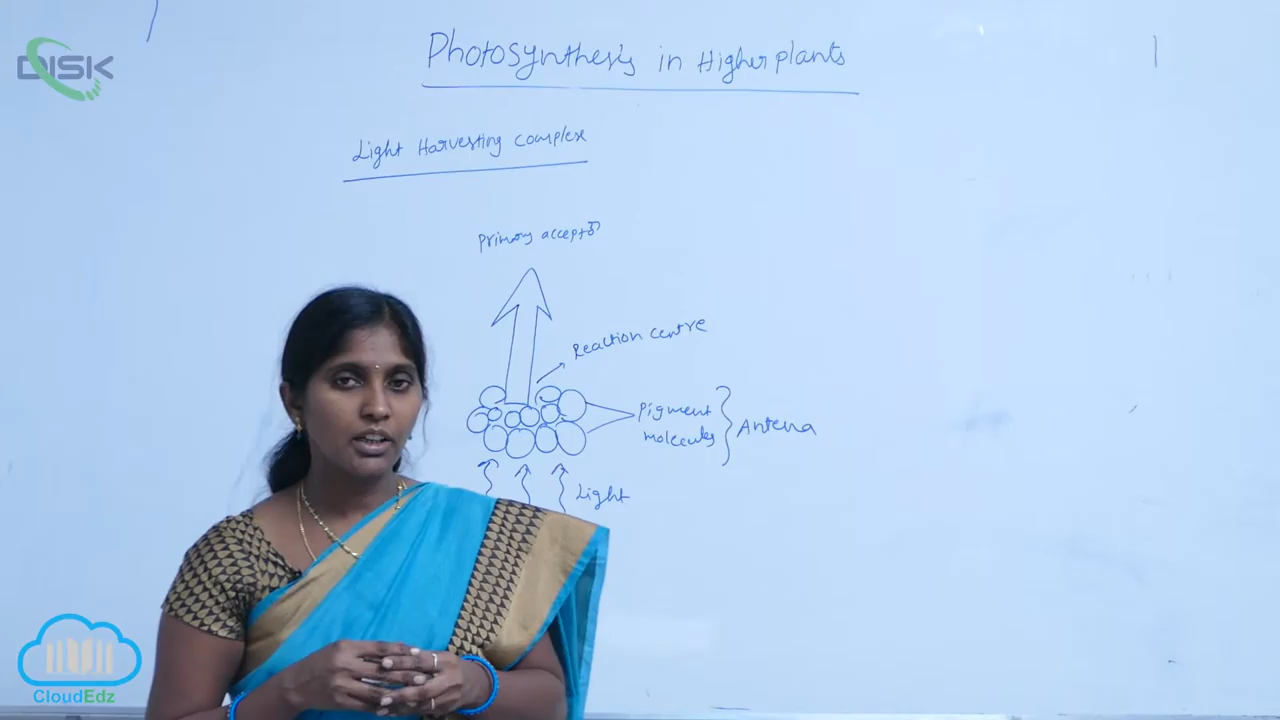 DISK
Photosynthesis in Higher plants
Light Harvesting complex
Primary acceptor
Reaction centre
Pigment
molecules
Antena
Light
CloudEdz